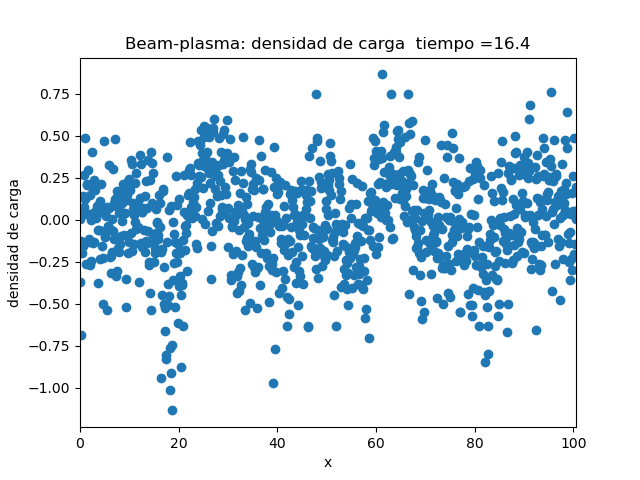 Beam-plasma: densidad de carga  tiempo =16.4
densidad de carga
0.75
0.50
0.25
0.00
−0.25
−0.50
−0.75
−1.00
0 20 40 60 80 100
x